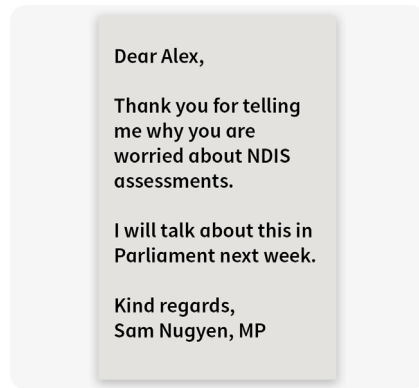 Dear Alex,
Thank you for telling
me why you are
worried about NDIS
assessments.
I will talk about this in
Parliament next week.
Kind regards,
Sam Nugyen, MP